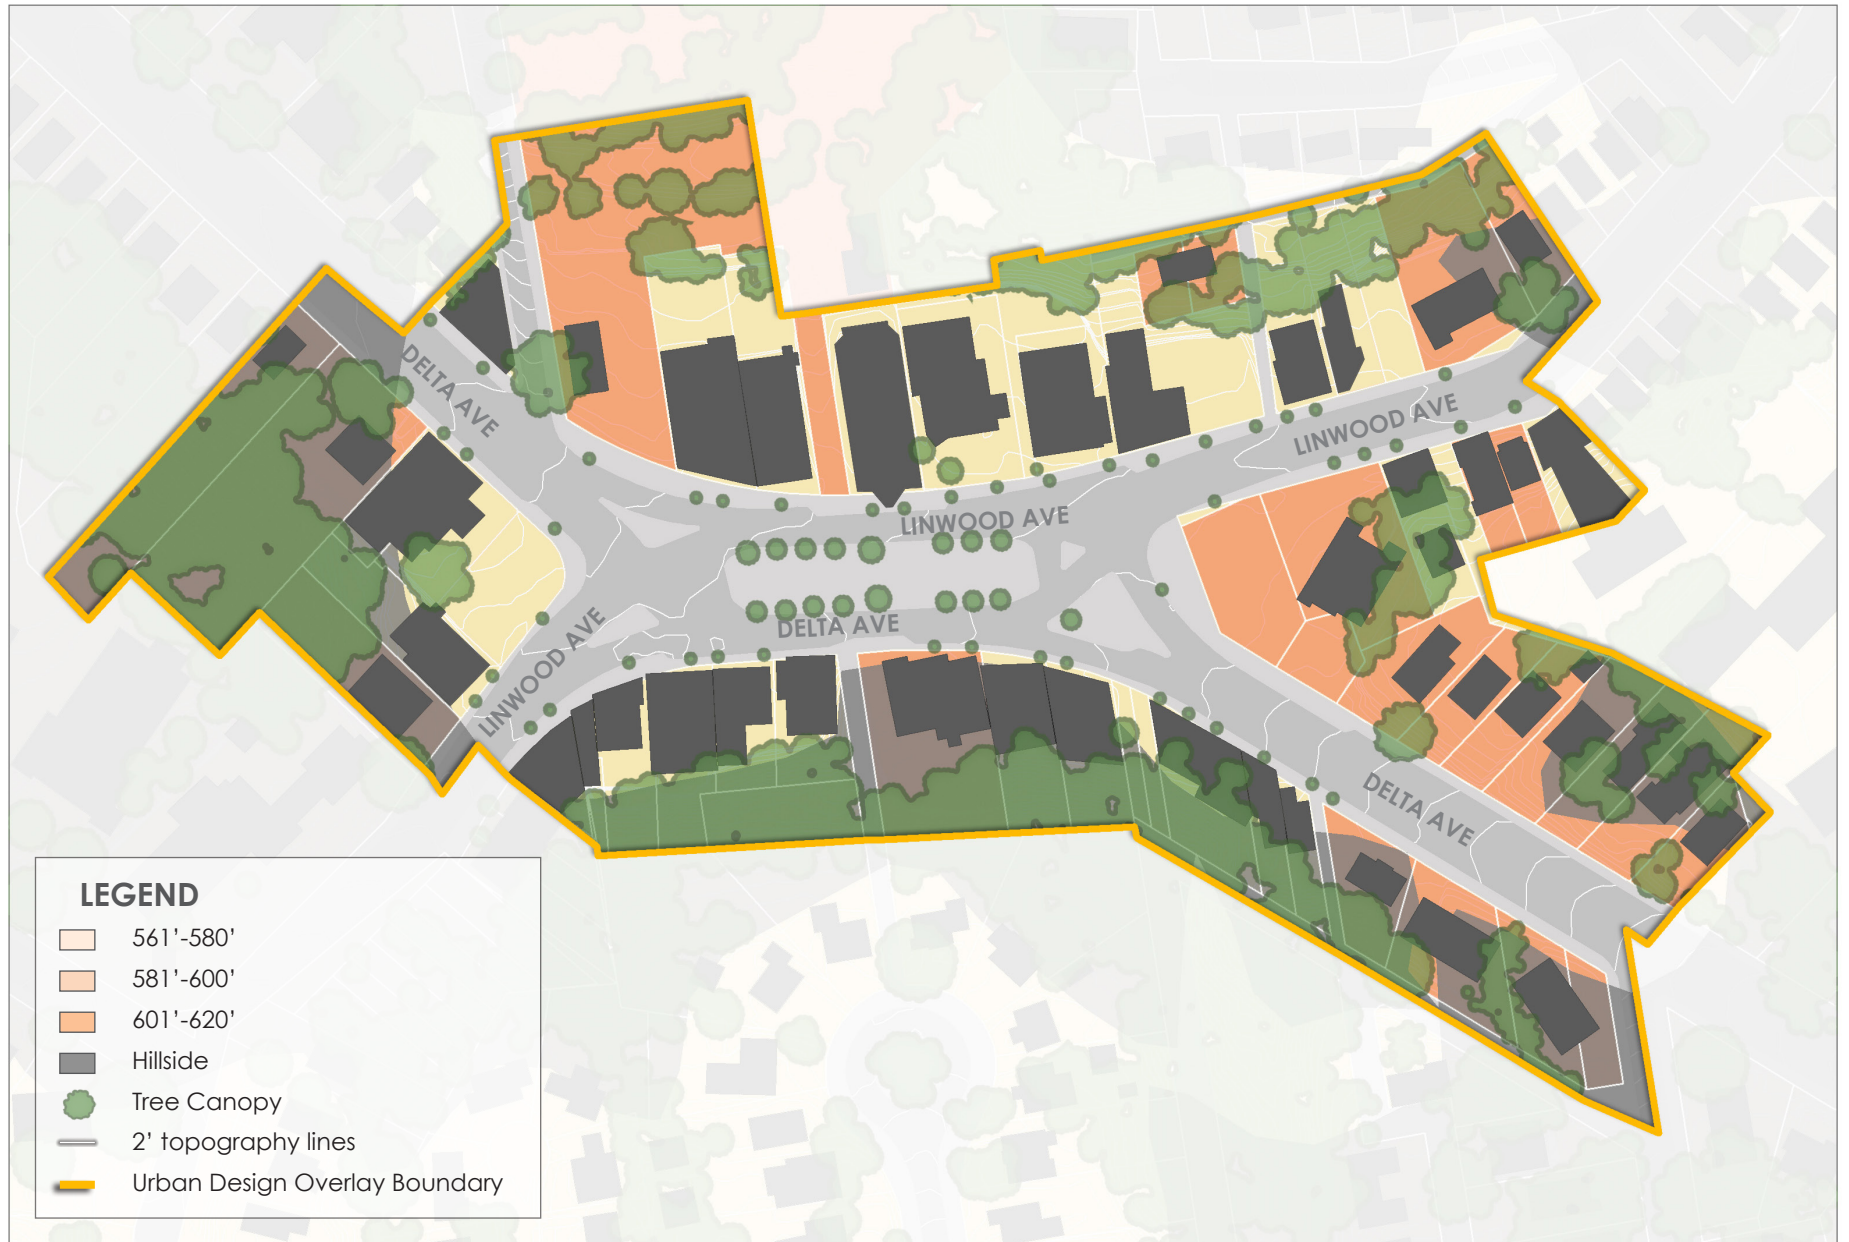 DELTA AVE
LINWOOD AVE
LINWOOD AVE
DELTA AVE
LINWOOD AVE
DELTA AVE
LEGEND
561’-580’
581’-600’
601’-620’
Hillside
Tree Canopy
2’ topography lines
Urban Design Overlay Boundary